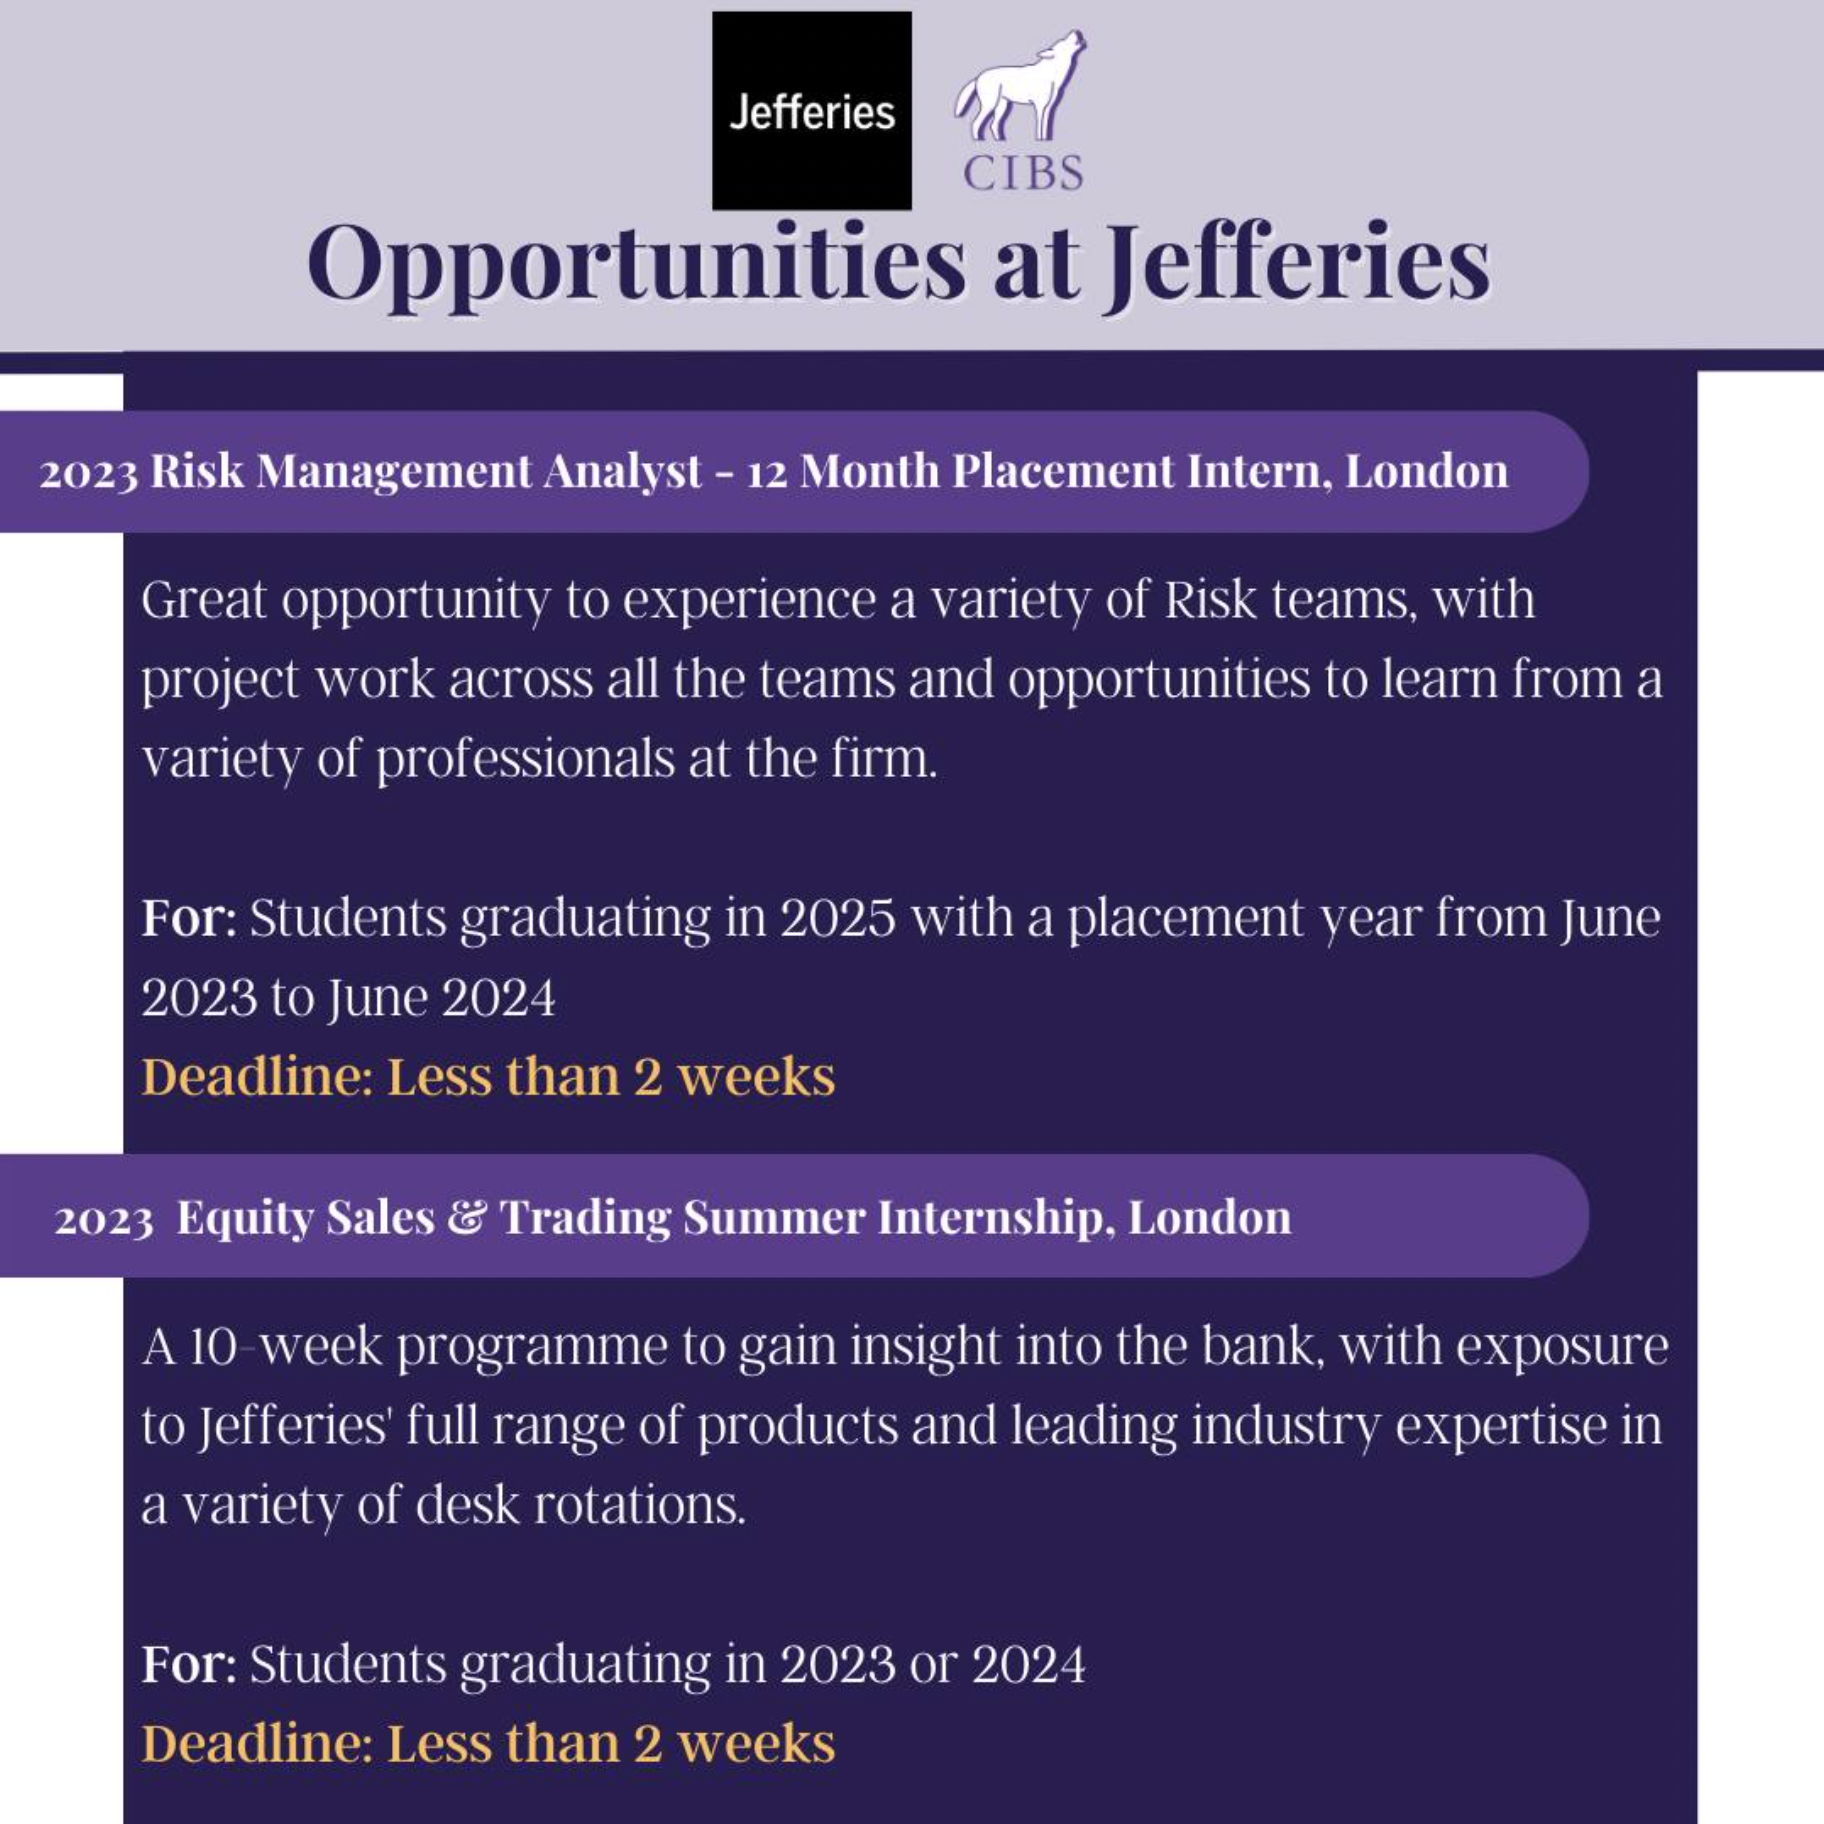 Jefferies
CIBS
Opportunities at Jefferies
2023 Risk Management Analyst - 12 Month Placement Intern, London
Great opportunity to experience a variety of Risk teams, with
project work across all the teams and opportunities to learn from a
variety of professionals at the firm.
For: Students graduating in 2025 with a placement year from June
2023 to June 2024
Deadline: Less than 2 weeks
2023 Equity Sales & Trading Summer Internship, London
A 10-week programme to gain insight into the bank, with exposure
to Jefferies' full range of products and leading industry expertise in
a variety of desk rotations.
For: Students graduating in 2023 or 2024
Deadline: Less than 2 weeks